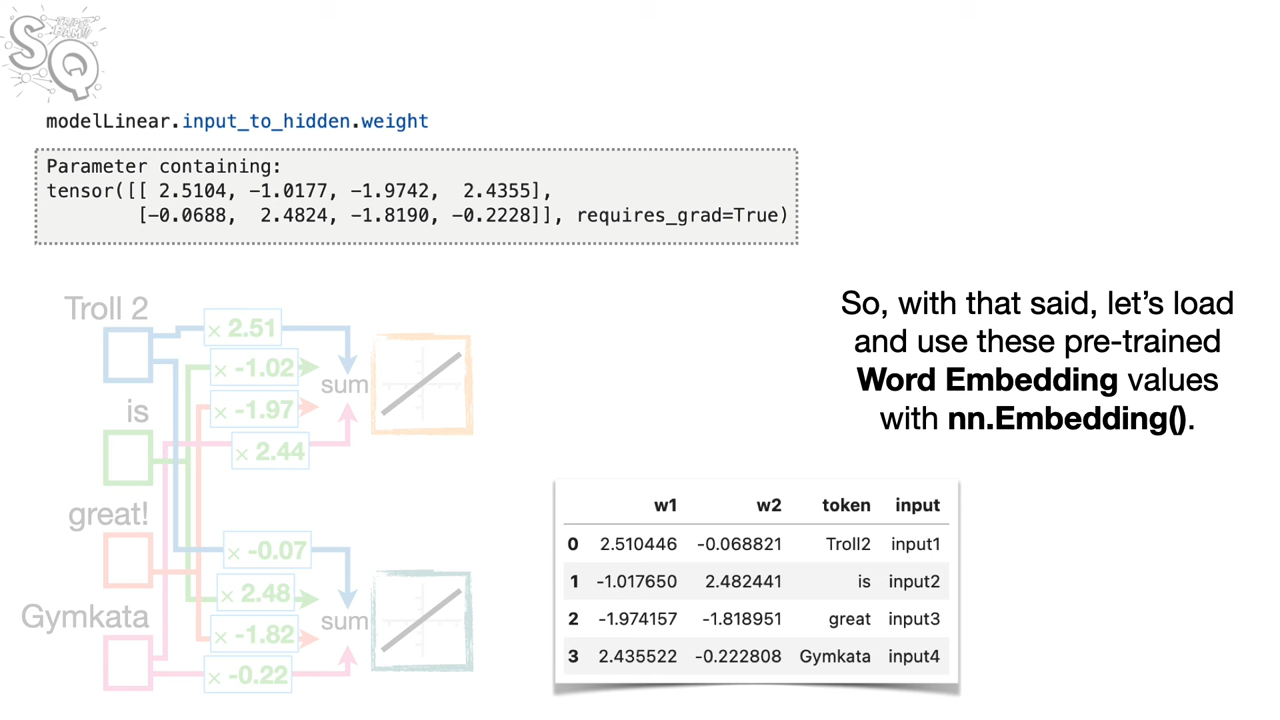 SQ
TRIPLE
BAM!!
modelLinear.input_to_hidden.weight
Parameter containing:
tensor([[ 2.5104, -1.0177, -1.9742,  2.4355],
        [-0.0688,  2.4824, -1.8190, -0.2228]], requires_grad=True)
Troll 2
× 2.51
× -1.02
sum
is
× -1.97
× 2.44
great!
× -0.07
× 2.48
Gymkata
sum
× -1.82
× -0.22
So, with that said, let’s load
and use these pre-trained
Word Embedding values
with nn.Embedding().
w1 w2 token input
0 2.510446 -0.068821 Troll2 input1
1 -1.017650 2.482441 is input2
2 -1.974157 -1.818951 great input3
3 2.435522 -0.222808 Gymkata input4